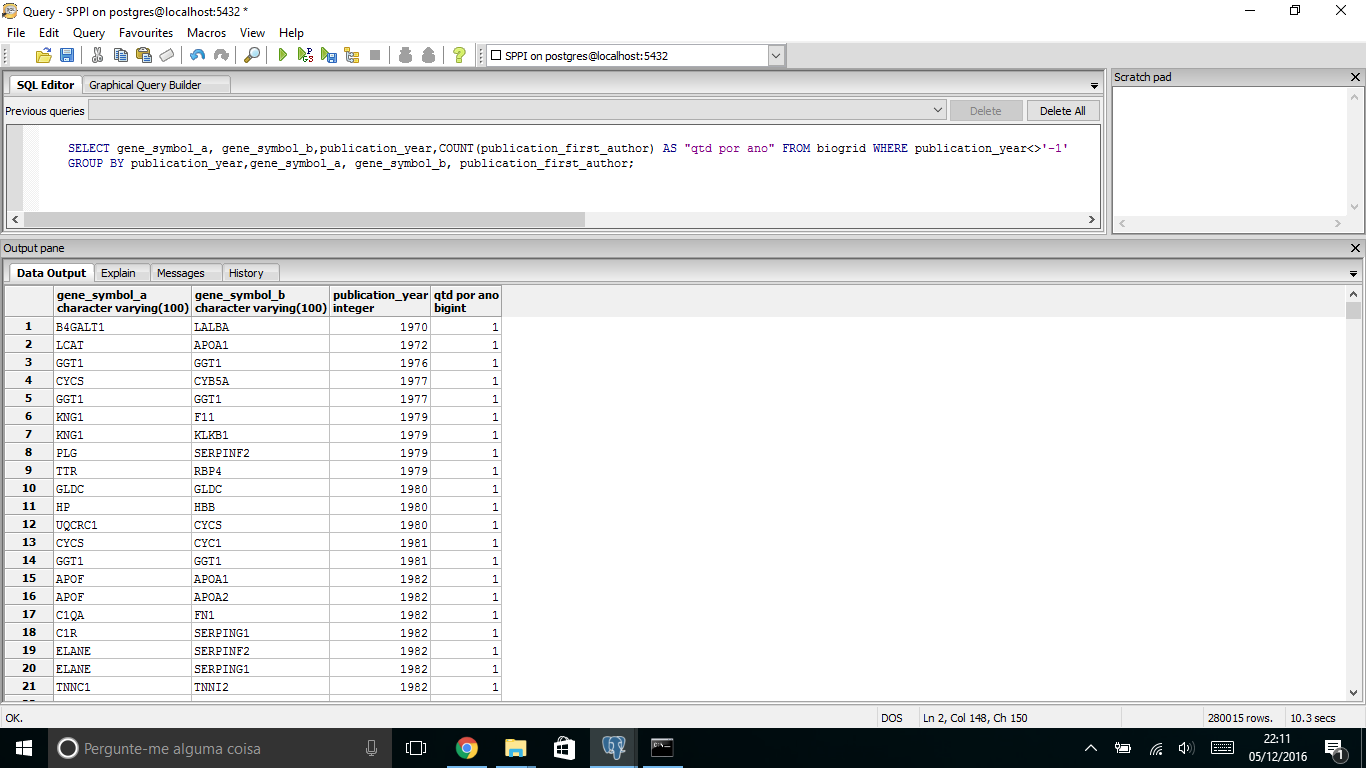 Query - SPPI on postgres@localhost:5432 *
File Edit Query Favourites Macros View Help
SPPI on postgres@localhost:5432
SQL Editor Graphical Query Builder
Scratch pad
Previous queries Delete Delete All
SELECT gene_symbol_a, gene_symbol_b,publication_year,COUNT(publication_first_author) AS "qtd por ano" FROM biogrid WHERE publication_year<>'-1'
GROUP BY publication_year,gene_symbol_a, gene_symbol_b, publication_first_author;
Output pane
Data Output Explain Messages History
gene_symbol_a gene_symbol_b publication_year qtd por ano
character varying(100) character varying(100) integer bigint
1 B4GALT1 LALBA 1970 1
2 LCAT APOA1 1972 1
3 GGT1 GGT1 1976 1
4 CYCS CYB5A 1977 1
5 GGT1 GGT1 1977 1
6 KNG1 F11 1979 1
7 KNG1 KLKB1 1979 1
8 PLG SERPINF2 1979 1
9 TTR RBP4 1979 1
10 GLDC GLDC 1980 1
11 HP HBB 1980 1
12 UQCRC1 CYCS 1980 1
13 CYCS CYC1 1981 1
14 GGT1 GGT1 1981 1
15 APOF APOA1 1982 1
16 APOF APOA2 1982 1
17 C1QA FN1 1982 1
18 C1R SERPING1 1982 1
19 ELANE SERPINF2 1982 1
20 ELANE SERPING1 1982 1
21 TNNC1 TNNI2 1982 1
OK. DOS Ln 2, Col 148, Ch 150 280015 rows. 10.3 secs
Pergunte-me alguma coisa
22:11
05/12/2016
1